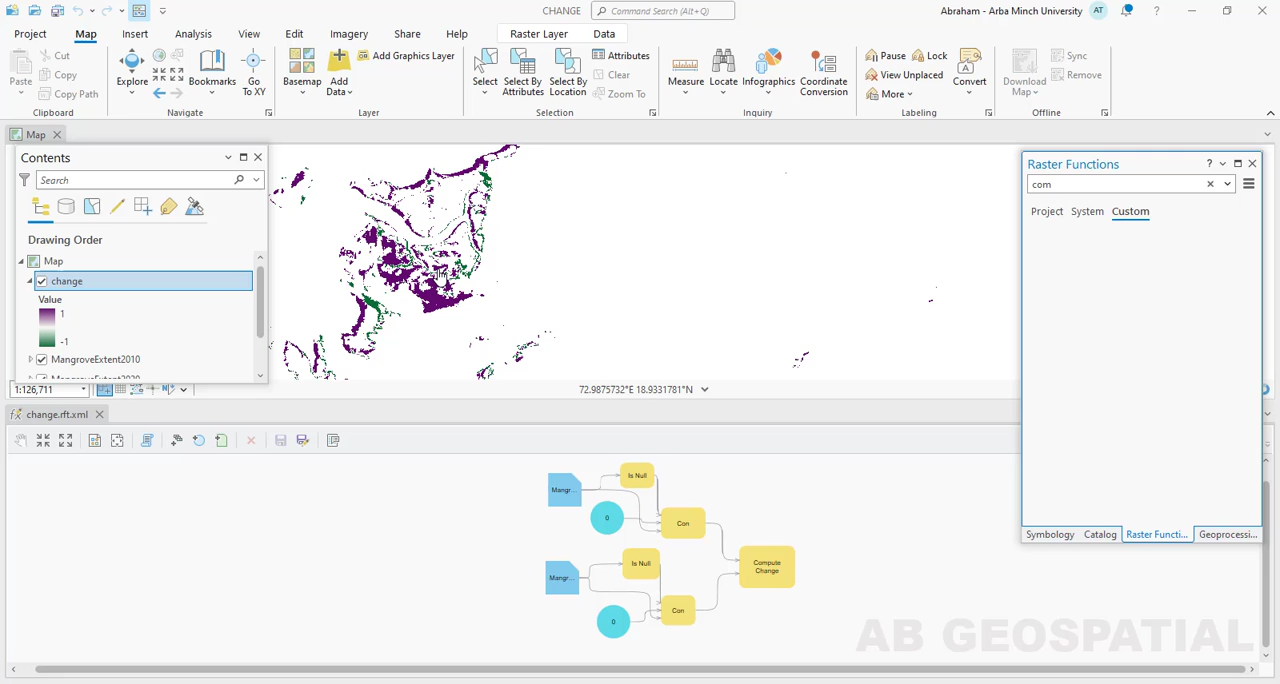 CHANGE
Command Search (Alt+Q)
Abraham - Arba Minch University
AT
?
Project
Map
Insert
Analysis
View
Edit
Imagery
Share
Help
Raster Layer
Data
Paste
Cut
Copy
Copy Path
Clipboard
Explore
Bookmarks
Go To XY
Navigate
Basemap
Add Data
Add Graphics Layer
Layer
Select
Select By Attributes
Select By Location
Attributes
Clear
Zoom To
Selection
Measure
Locate
Infographics
Coordinate Conversion
Inquiry
Pause
Lock
View Unplaced
More
Convert
Labeling
Download Map
Sync
Remove
Offline
Map
Contents
Search
Drawing Order
Map
change
Value
1
-1
MangroveExtent2010
1:126,711
72.9875732°E 18.9331781°N
Raster Functions
?
com
Project
System
Custom
Symbology
Catalog
Raster Functi...
Geoprocessi...
change.rft.xml
Mangr...
Is Null
0
Con
Mangr...
Is Null
0
Con
Compute
Change
AB GEOSPATIAL